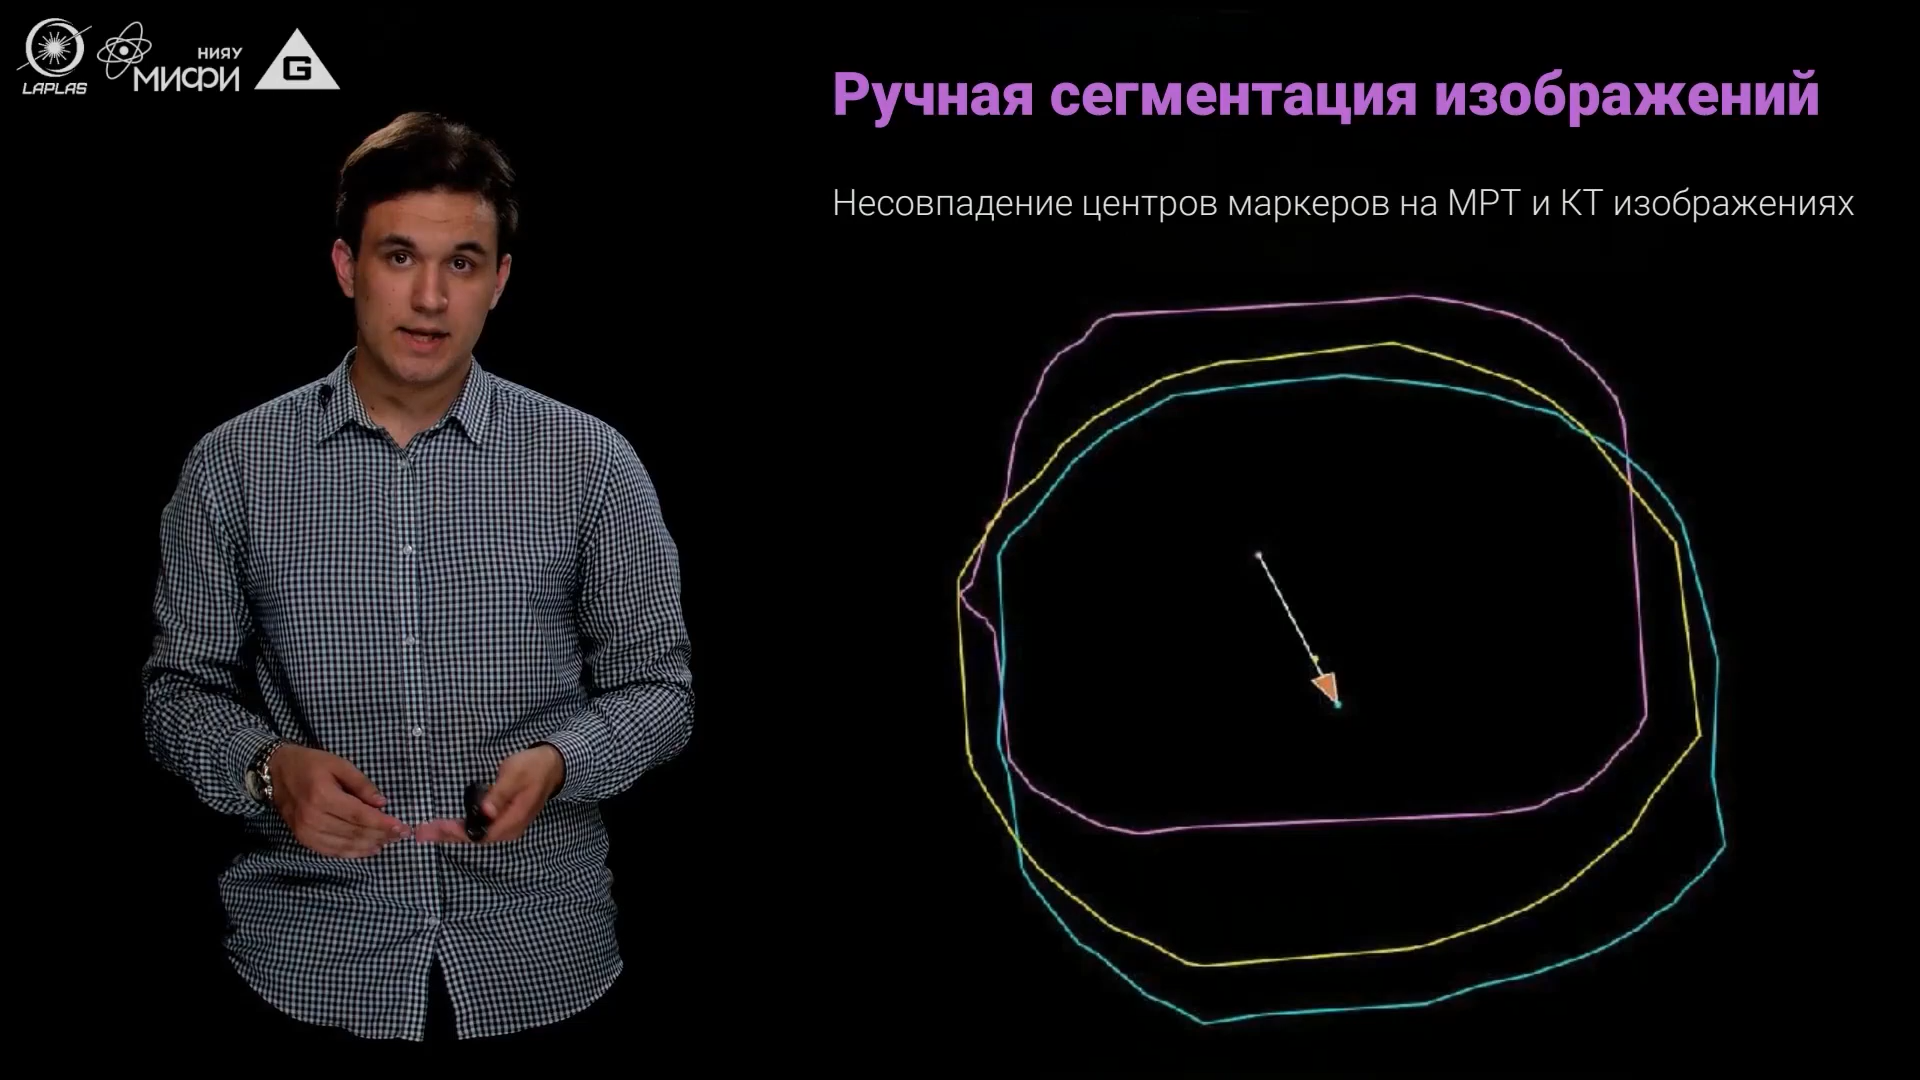 LAPLAS
НИЯУ
МИФИ
G
Ручная сегментация изображений
Несовпадение центров маркеров на МРТ и КТ изображениях